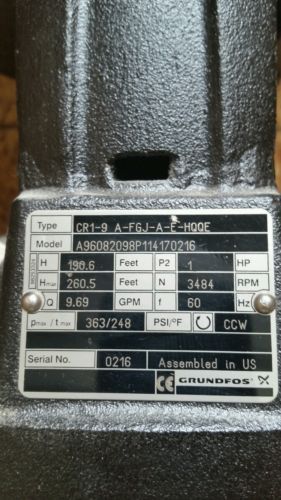 Type CR1-9 A-FGJ-A-E-HQQE
Model A96082098P114170216
H 190.6 Feet P2 1 HP
Hmax 260.5 Feet N 3484 RPM
Q 9.69 GPM f 60 Hz
pmax / tmax 363/248 PSI/°F CCW
Serial No. 0216 Assembled in US
CE GRUNDFOS